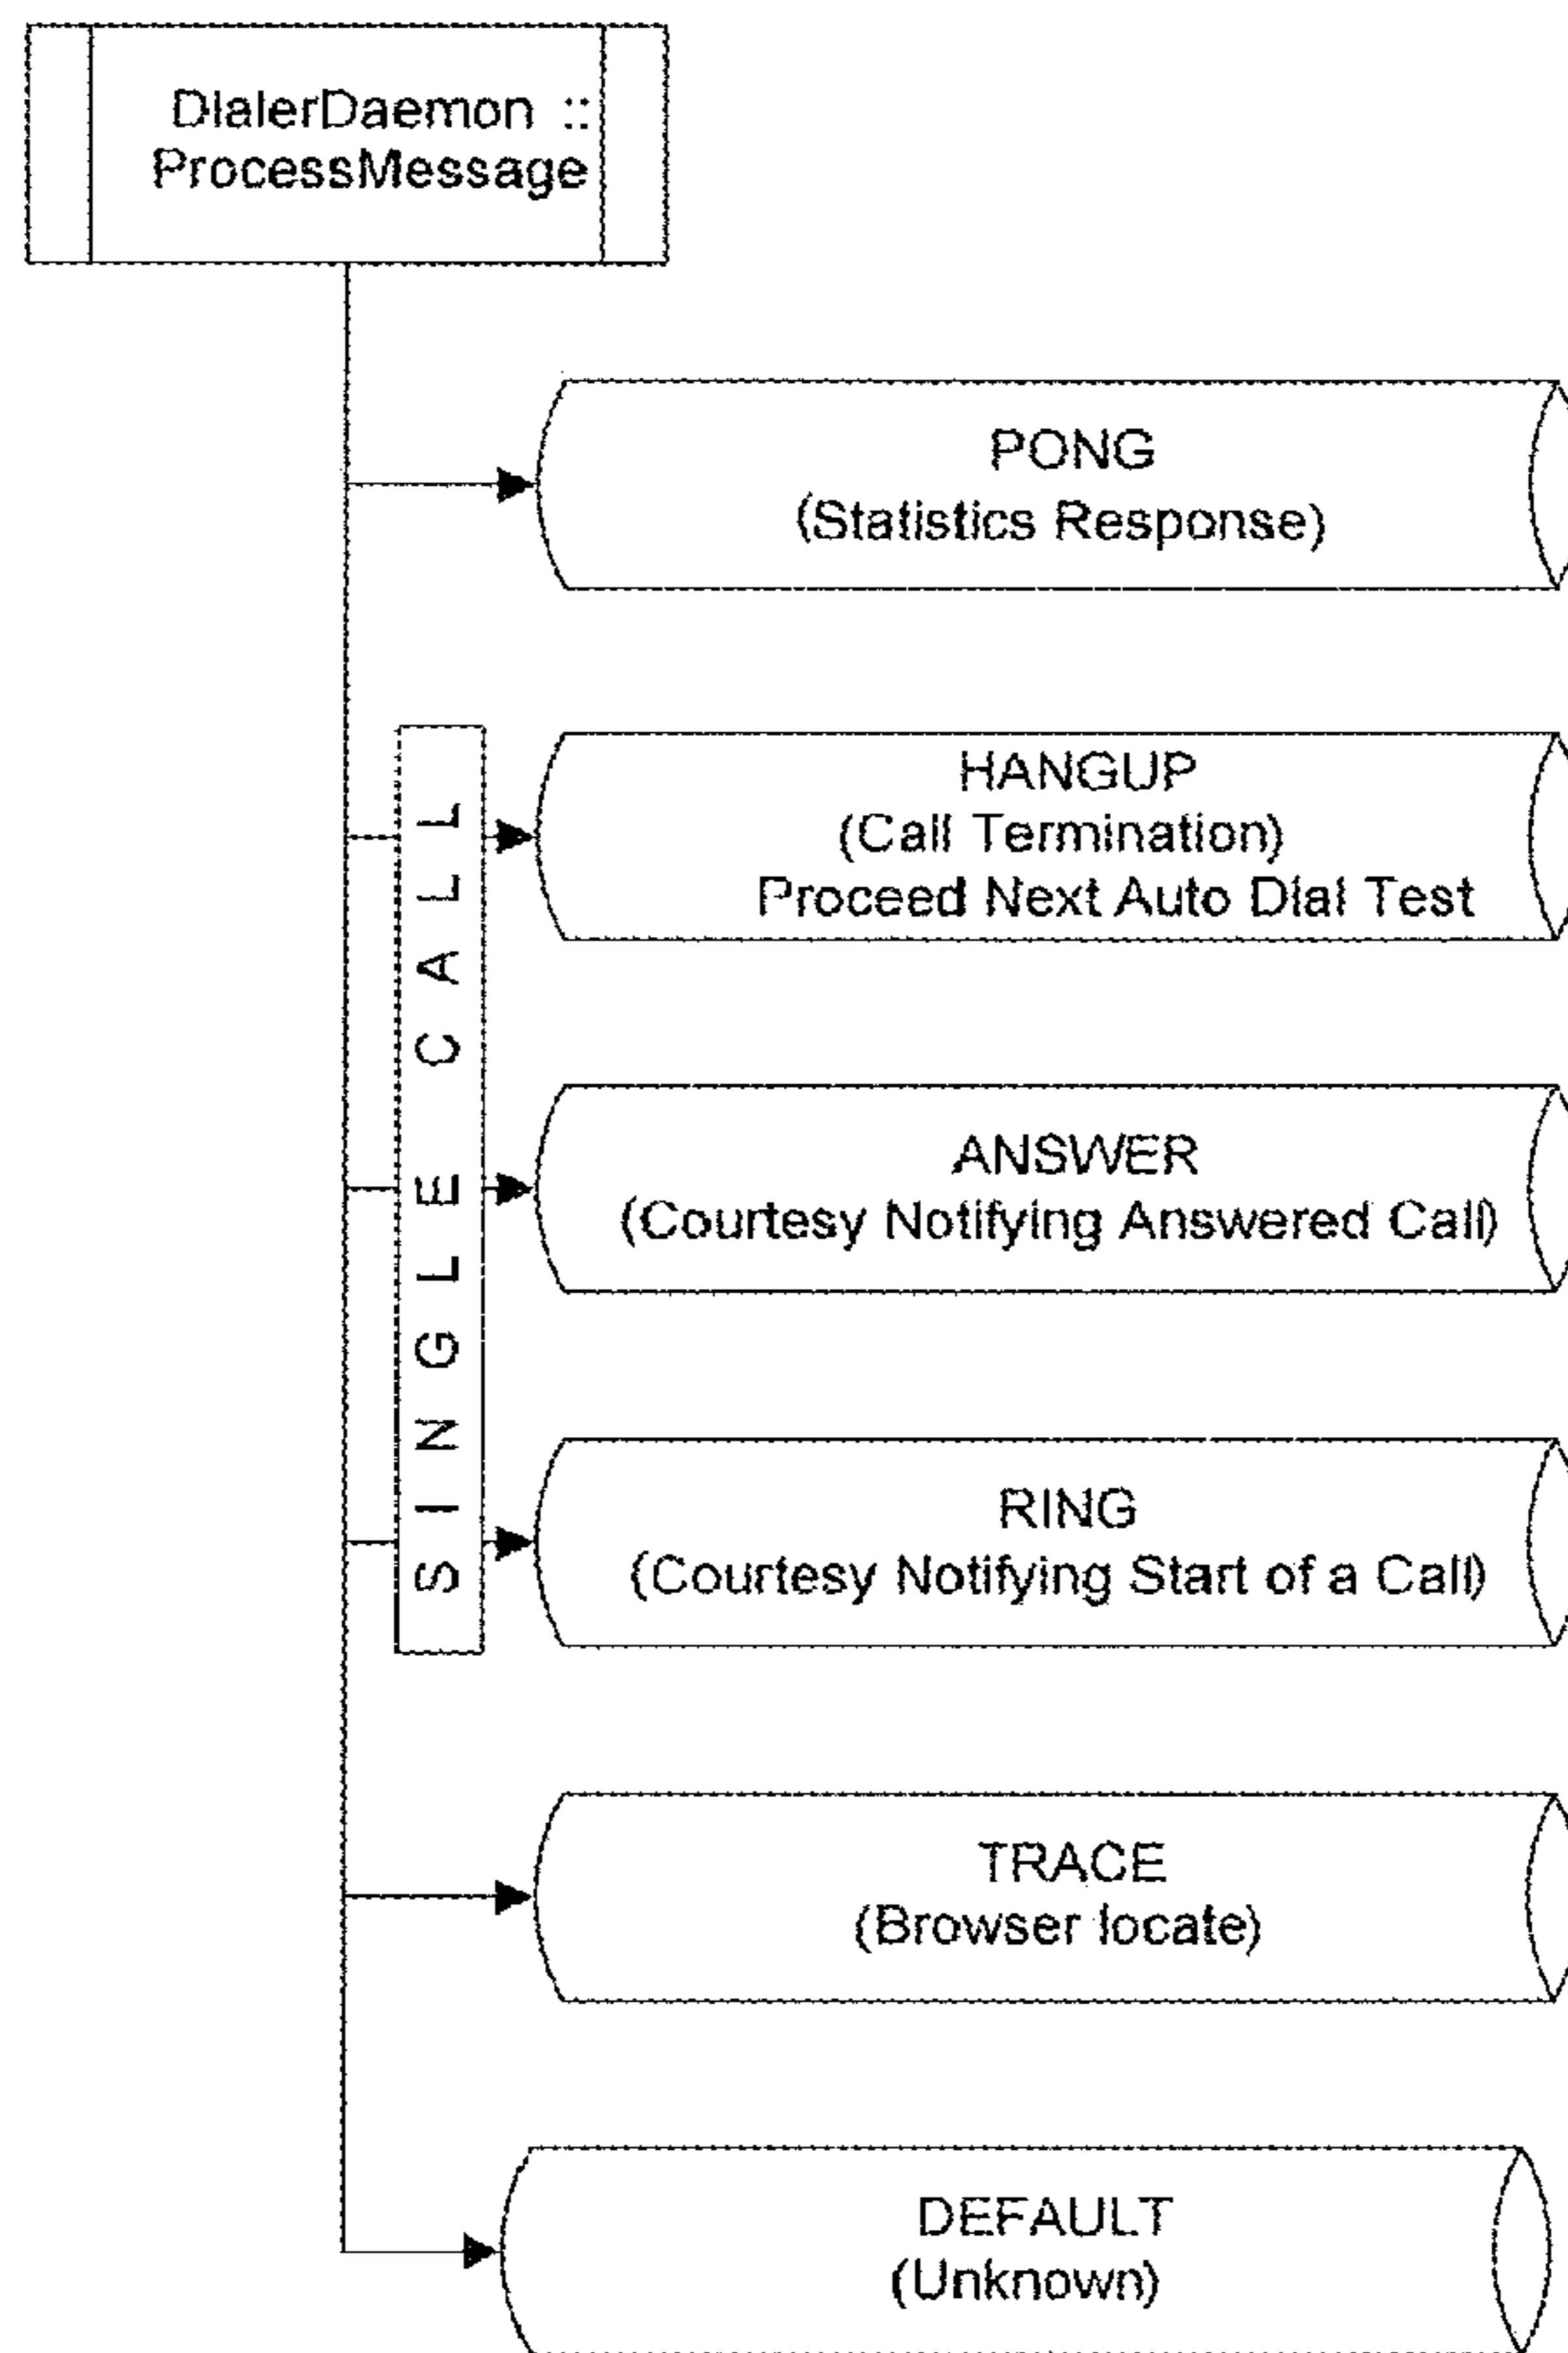 DialerDaemon ::
ProcessMessage
PONG
(Statistics Response)
SINGLE CALL
HANGUP
(Call Termination)
Proceed Next Auto Dial Test
ANSWER
(Courtesy Notifying Answered Call)
RING
(Courtesy Notifying Start of a Call)
TRACE
(Browser locate)
DEFAULT
(Unknown)